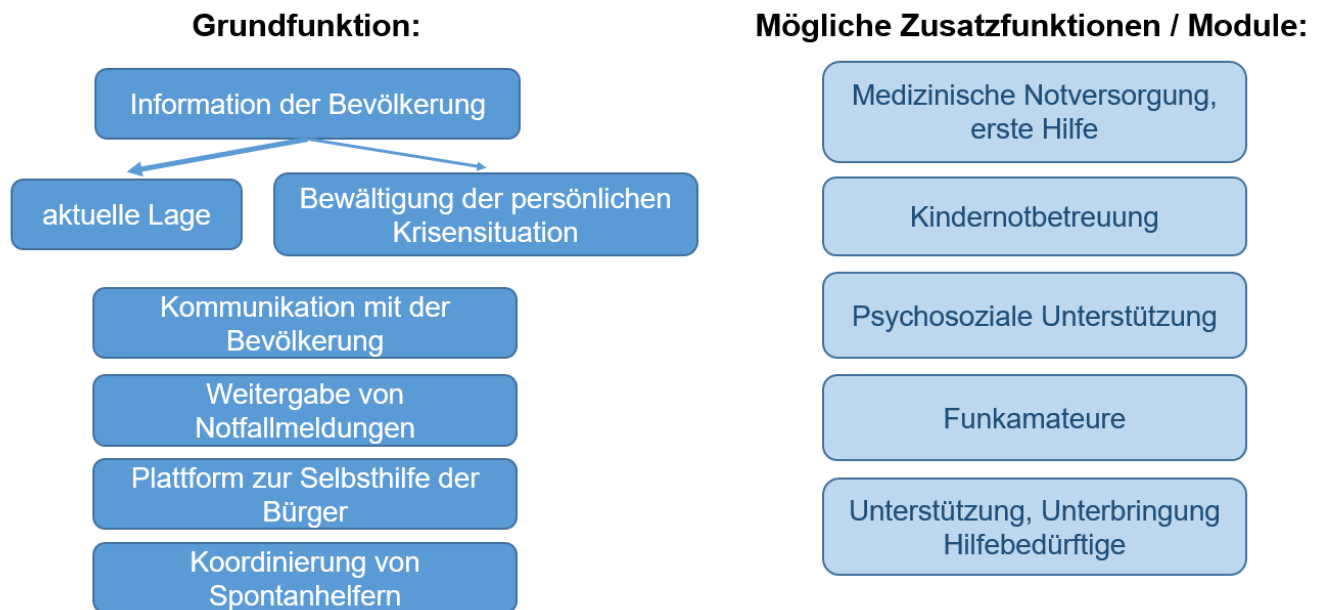 Grundfunktion:
Information der Bevölkerung
aktuelle Lage
Bewältigung der persönlichen
Krisensituation
Kommunikation mit der
Bevölkerung
Weitergabe von
Notfallmeldungen
Plattform zur Selbsthilfe der
Bürger
Koordinierung von
Spontanhelfern
Mögliche Zusatzfunktionen / Module:
Medizinische Notversorgung,
erste Hilfe
Kindernotbetreuung
Psychosoziale Unterstützung
Funkamateure
Unterstützung, Unterbringung
Hilfebedürftige